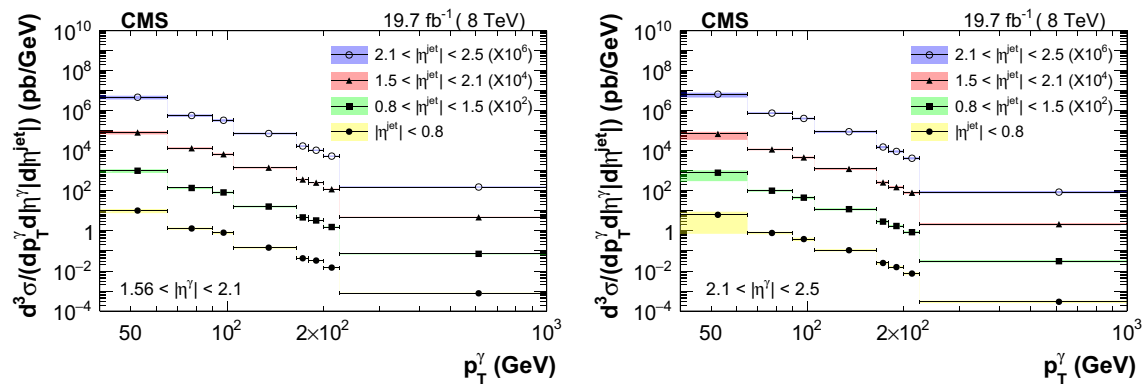 CMS 19.7 fb⁻¹ ( 8 TeV)
d³σ/(dp_T^γ d|η^γ|d|η^jet|) (pb/GeV)
10¹⁰
10⁸
10⁶
10⁴
10²
1
10⁻²
10⁻⁴
2.1 < |η^jet| < 2.5 (X10⁶)
1.5 < |η^jet| < 2.1 (X10⁴)
0.8 < |η^jet| < 1.5 (X10²)
|η^jet| < 0.8
1.56 < |η^γ| < 2.1
50 10² 2×10² 10³
p_T^γ (GeV)
CMS 19.7 fb⁻¹ ( 8 TeV)
d³σ/(dp_T^γ d|η^γ|d|η^jet|) (pb/GeV)
10¹⁰
10⁸
10⁶
10⁴
10²
1
10⁻²
10⁻⁴
2.1 < |η^jet| < 2.5 (X10⁶)
1.5 < |η^jet| < 2.1 (X10⁴)
0.8 < |η^jet| < 1.5 (X10²)
|η^jet| < 0.8
2.1 < |η^γ| < 2.5
50 10² 2×10² 10³
p_T^γ (GeV)